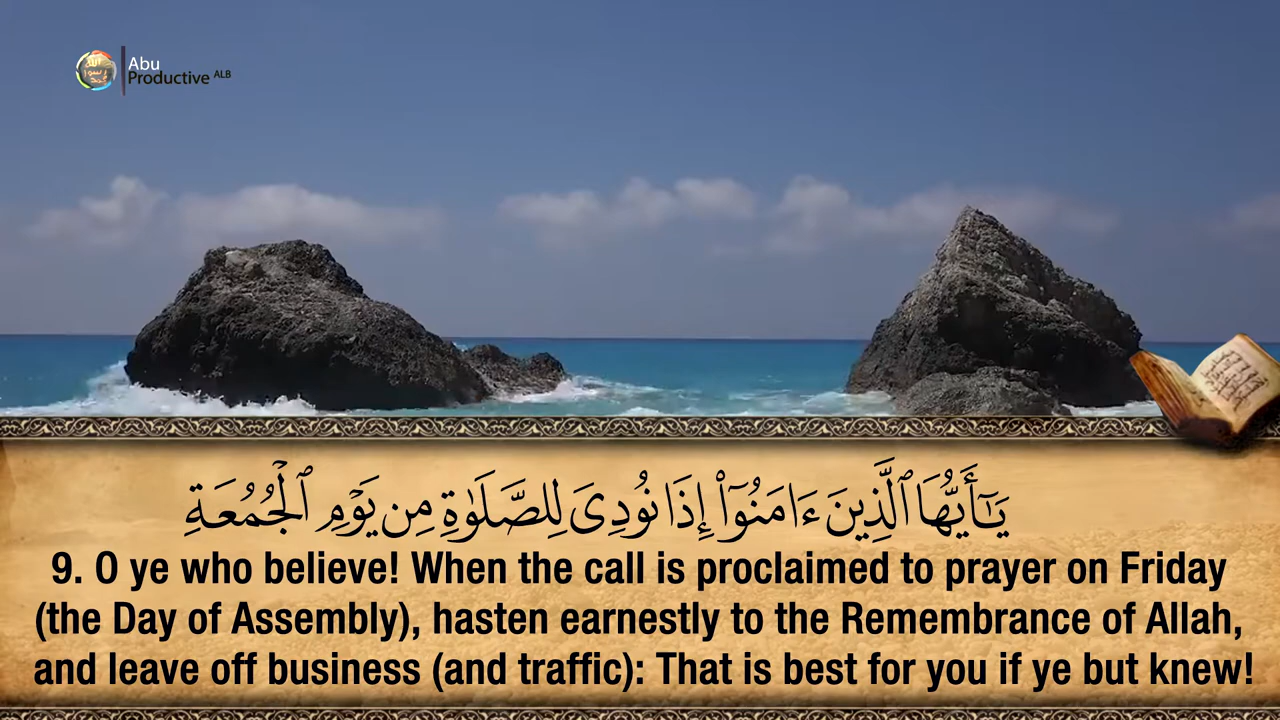 Abu
Productive ALB
يَـٰٓأَيُّهَا ٱلَّذِينَ ءَامَنُوٓا۟ إِذَا نُودِىَ لِلصَّلَوٰةِ مِن يَوْمِ ٱلْجُمُعَةِ
9. O ye who believe! When the call is proclaimed to prayer on Friday
(the Day of Assembly), hasten earnestly to the Remembrance of Allah,
and leave off business (and traffic): That is best for you if ye but knew!